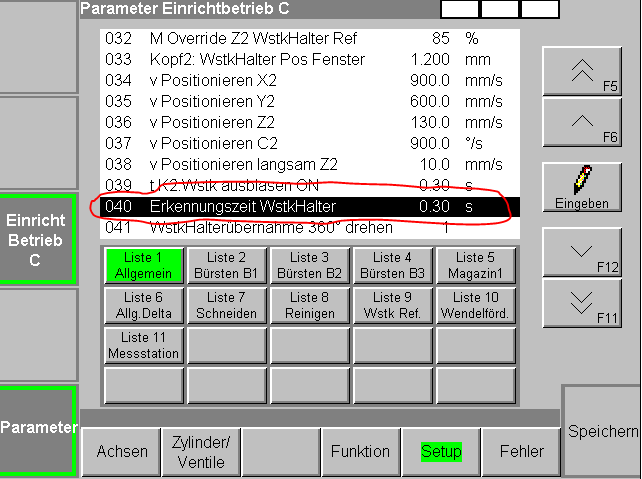 Parameter Einrichtbetrieb C
032 M Override Z2 WstkHalter Ref 85 %
033 Kopf2: WstkHalter Pos Fenster 1.200 mm
034 v Positionieren X2 900.0 mm/s
035 v Positionieren Y2 600.0 mm/s
036 v Positionieren Z2 130.0 mm/s
037 v Positionieren C2 900.0 °/s
038 v Positionieren langsam Z2 10.0 mm/s
039 t K2:Wstk ausblasen ON 0.30 s
040 Erkennungszeit WstkHalter 0.30 s
041 WstkHalterübernahme 360° drehen 1
F5
F6
Eingeben
F12
F11
Einricht
Betrieb
C
Parameter
Liste 1
Allgemein
Liste 2
Bürsten B1
Liste 3
Bürsten B2
Liste 4
Bürsten B3
Liste 5
Magazin1
Liste 6
Allg.Delta
Liste 7
Schneiden
Liste 8
Reinigen
Liste 9
Wstk Ref.
Liste 10
Wendelförd.
Liste 11
Messstation
Achsen
Zylinder/
Ventile
Funktion
Setup
Fehler
Speichern